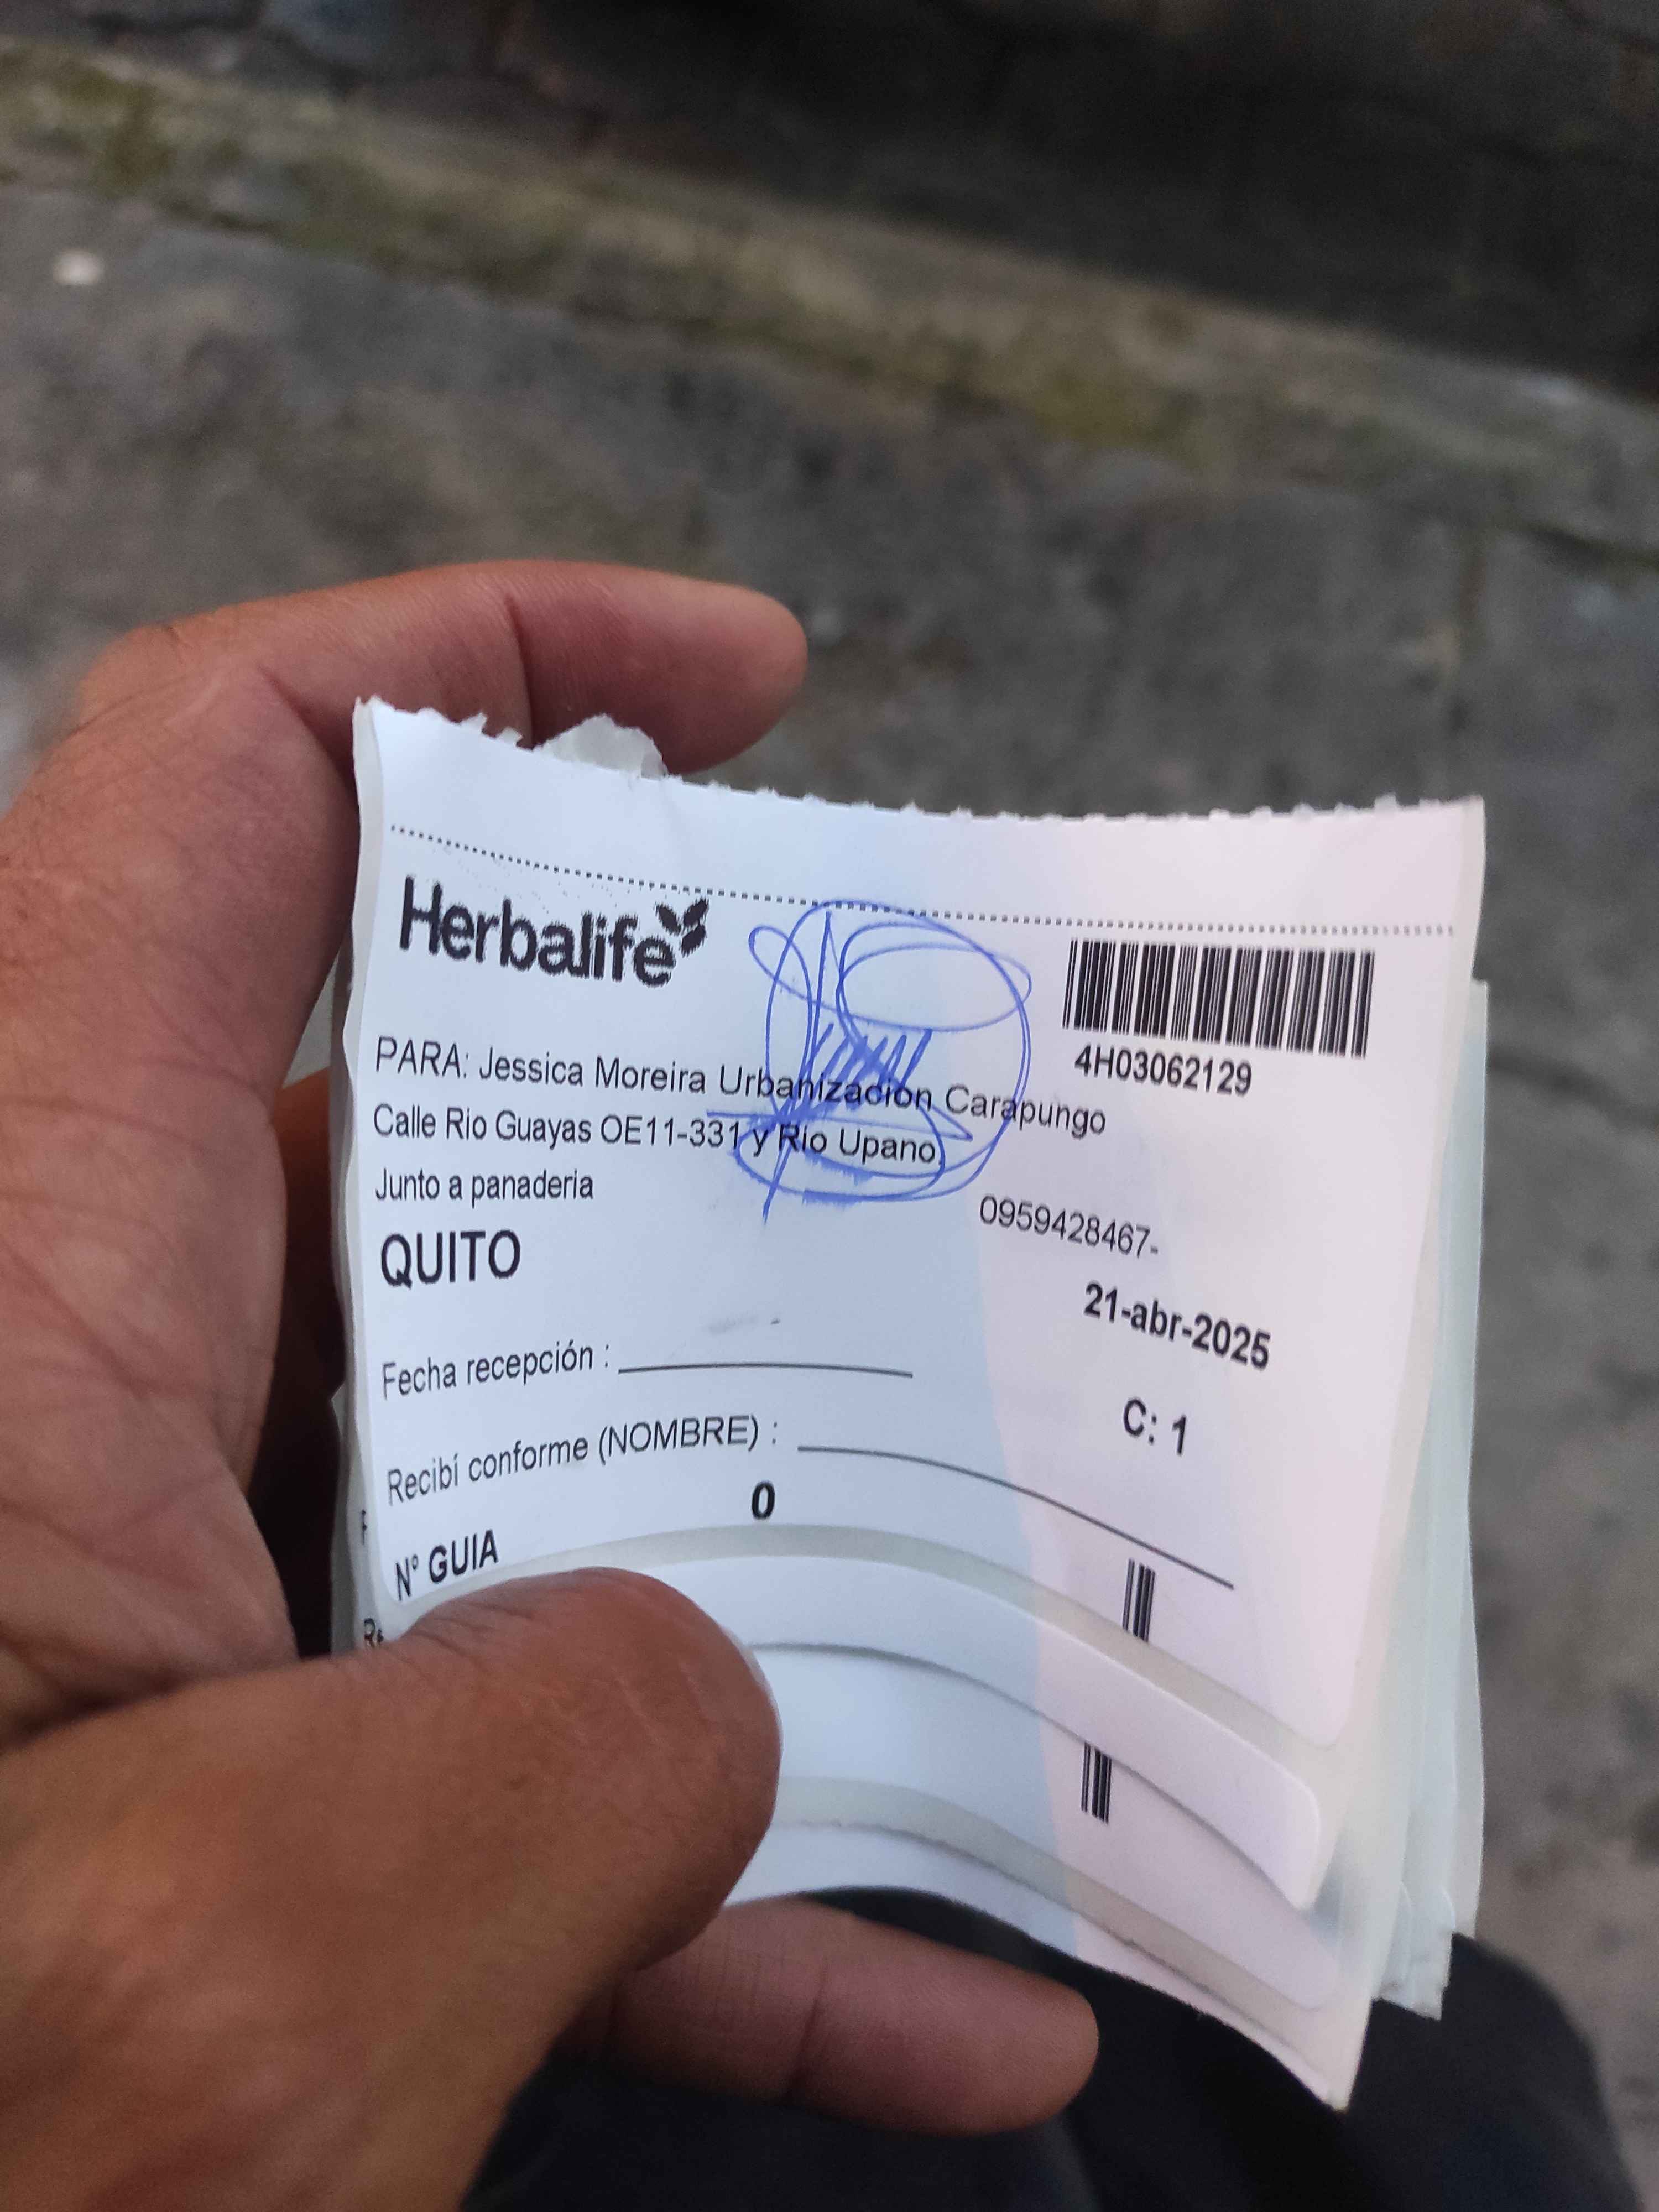 Herbalife
4H03062129
PARA: Jessica Moreira Urbanizacion Carapungo
Calle Rio Guayas OE11-331 y Rio Upano,
Junto a panaderia
0959428467-
QUITO
21-abr-2025
Fecha recepción :
C: 1
Recibí conforme (NOMBRE) :
N° GUIA 0